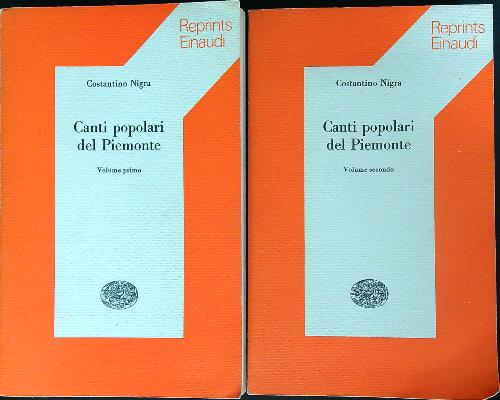 Reprints
Einaudi
Costantino Nigra
Canti popolari
del Piemonte
Volume primo
Reprints
Einaudi
Costantino Nigra
Canti popolari
del Piemonte
Volume secondo